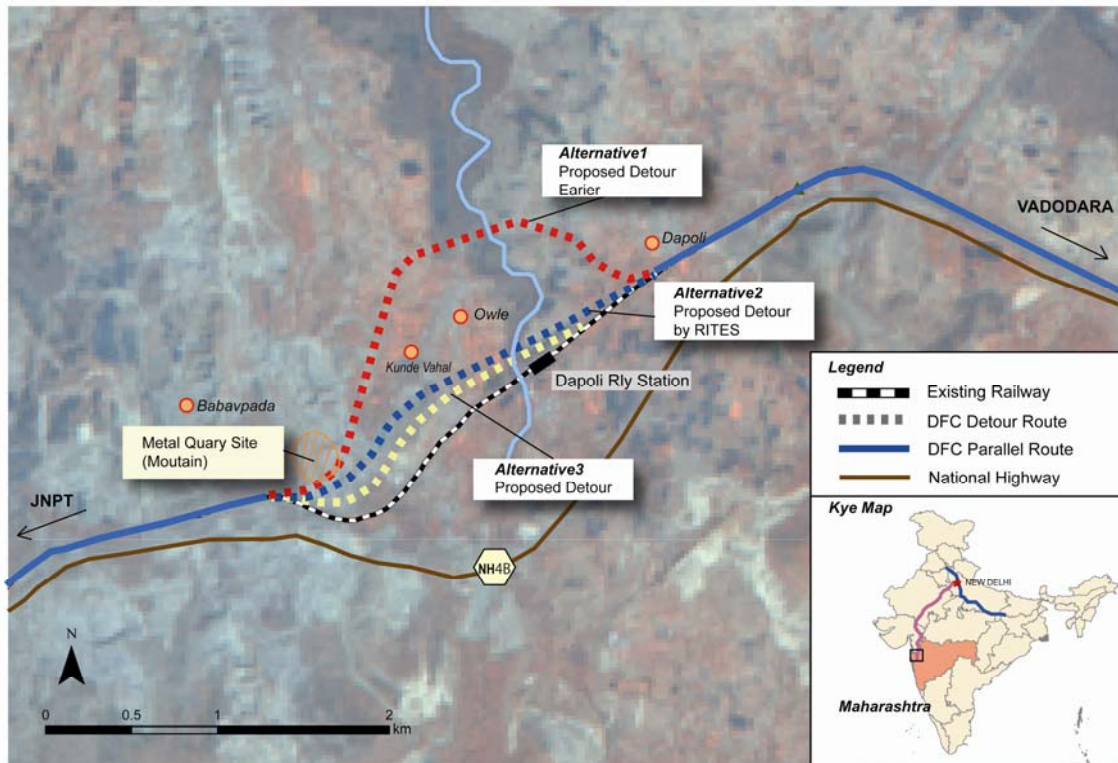 Alternative1
Proposed Detour
Earier
VADODARA
Dapoli
Alternative2
Proposed Detour
by RITES
Owle
Kunde Vahal
Dapoli Rly Station
Babavpada
Metal Quary Site
(Moutain)
Alternative3
Proposed Detour
JNPT
NH4B
N
0 0.5 1 2
km
Legend
Existing Railway
DFC Detour Route
DFC Parallel Route
National Highway
Kye Map
NEW DELHI
Maharashtra